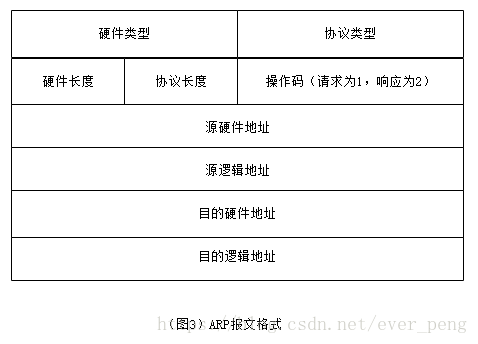 硬件类型
协议类型
硬件长度
协议长度
操作码（请求为1，响应为2）
源硬件地址
源逻辑地址
目的硬件地址
目的逻辑地址
（图3）ARP报文格式
csdn.net/ever_peng